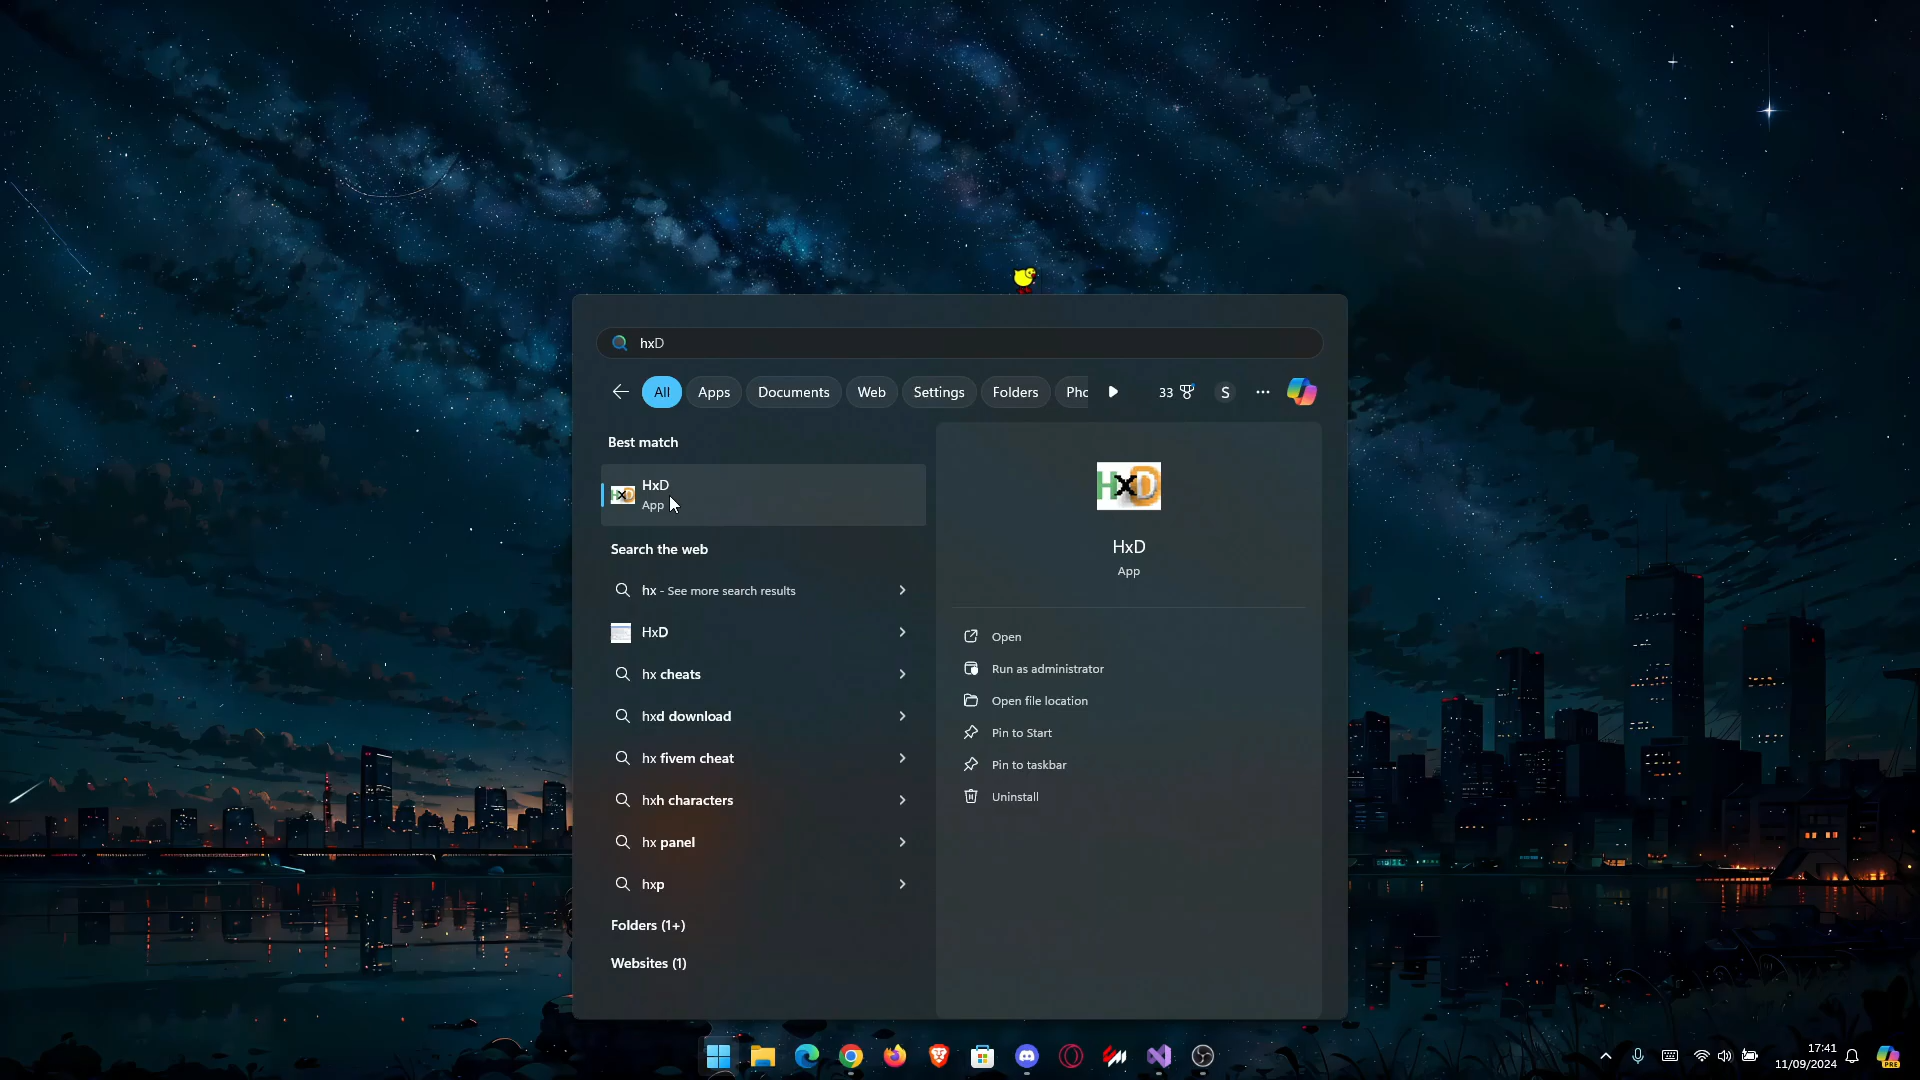 hxD
All Apps Documents Web Settings Folders Pho 33 S
Best match
HxD
App
Search the web
hx - See more search results
HxD
hx cheats
hxd download
hx fivem cheat
hxh characters
hx panel
hxp
Folders (1+)
Websites (1)
HxD
HxD
App
Open
Run as administrator
Open file location
Pin to Start
Pin to taskbar
Uninstall
17:41
11/09/2024
PRE